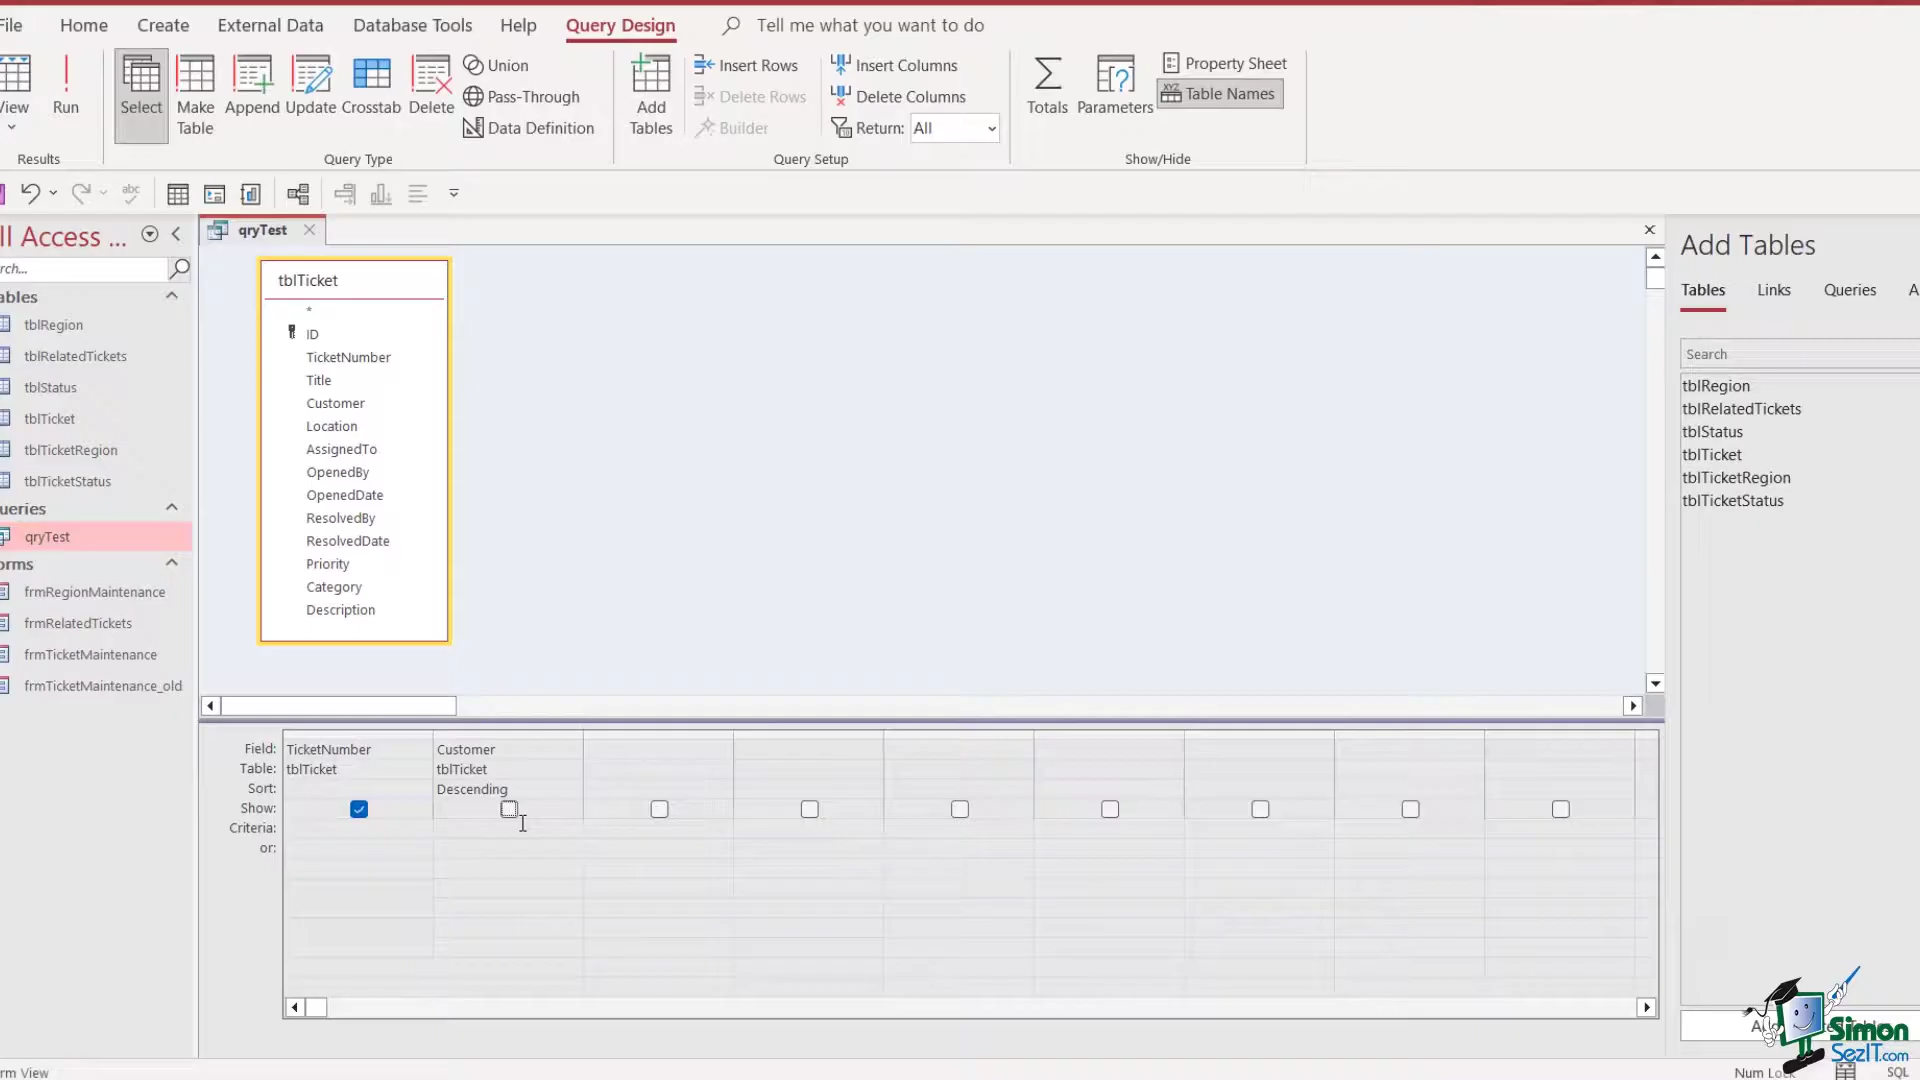 File Home Create External Data Database Tools Help Query Design Tell me what you want to do
View Run Select Make Table Append Update Crosstab Delete
Union
Pass-Through
Data Definition
Add Tables
Insert Rows
Delete Rows
Builder
Insert Columns
Delete Columns
Return: All
Totals Parameters
Property Sheet
XYZ Table Names
Results Query Type Query Setup Show/Hide
abc
ll Access ...
rch...
ables
tblRegion
tblRelatedTickets
tblStatus
tblTicket
tblTicketRegion
tblTicketStatus
ueries
qryTest
orms
frmRegionMaintenance
frmRelatedTickets
frmTicketMaintenance
frmTicketMaintenance_old
qryTest
tblTicket
*
ID
TicketNumber
Title
Customer
Location
AssignedTo
OpenedBy
OpenedDate
ResolvedBy
ResolvedDate
Priority
Category
Description
Field: TicketNumber Customer
Table: tblTicket tblTicket
Sort: Descending
Show:
Criteria:
or:
Add Tables
Tables Links Queries A
Search
tblRegion
tblRelatedTickets
tblStatus
tblTicket
tblTicketRegion
tblTicketStatus
Simon
SezIT.com
rm View
Num Lock
SQL